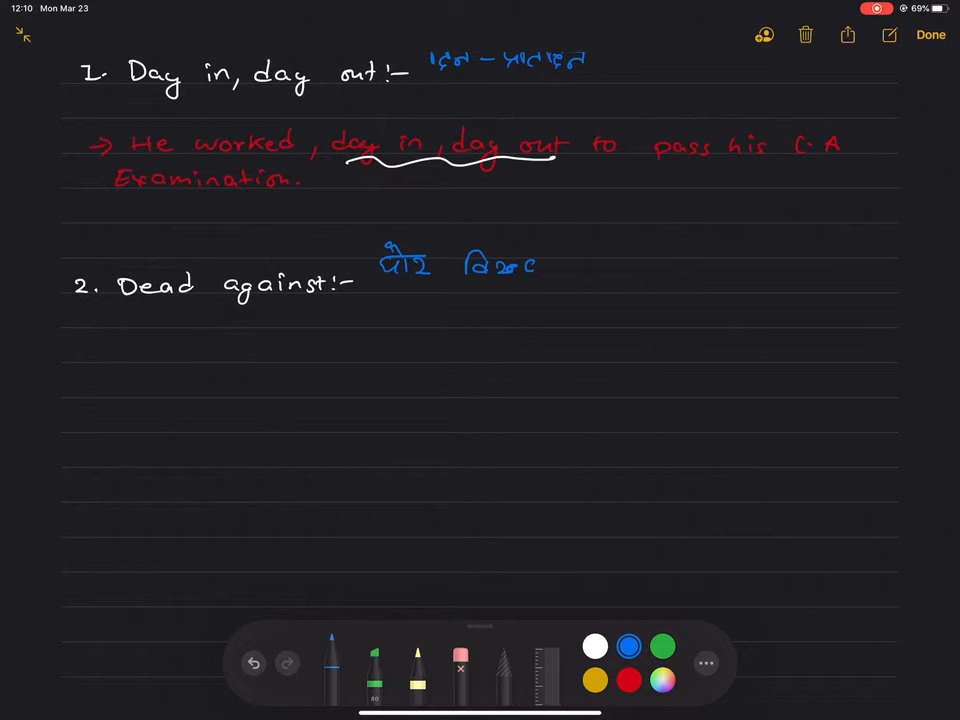 12:10 Mon Mar 23
69%
Done
1. Day in, day out:-
→ He worked, day in, day out to pass his C.A
Examination.
2. Dead against:-
80